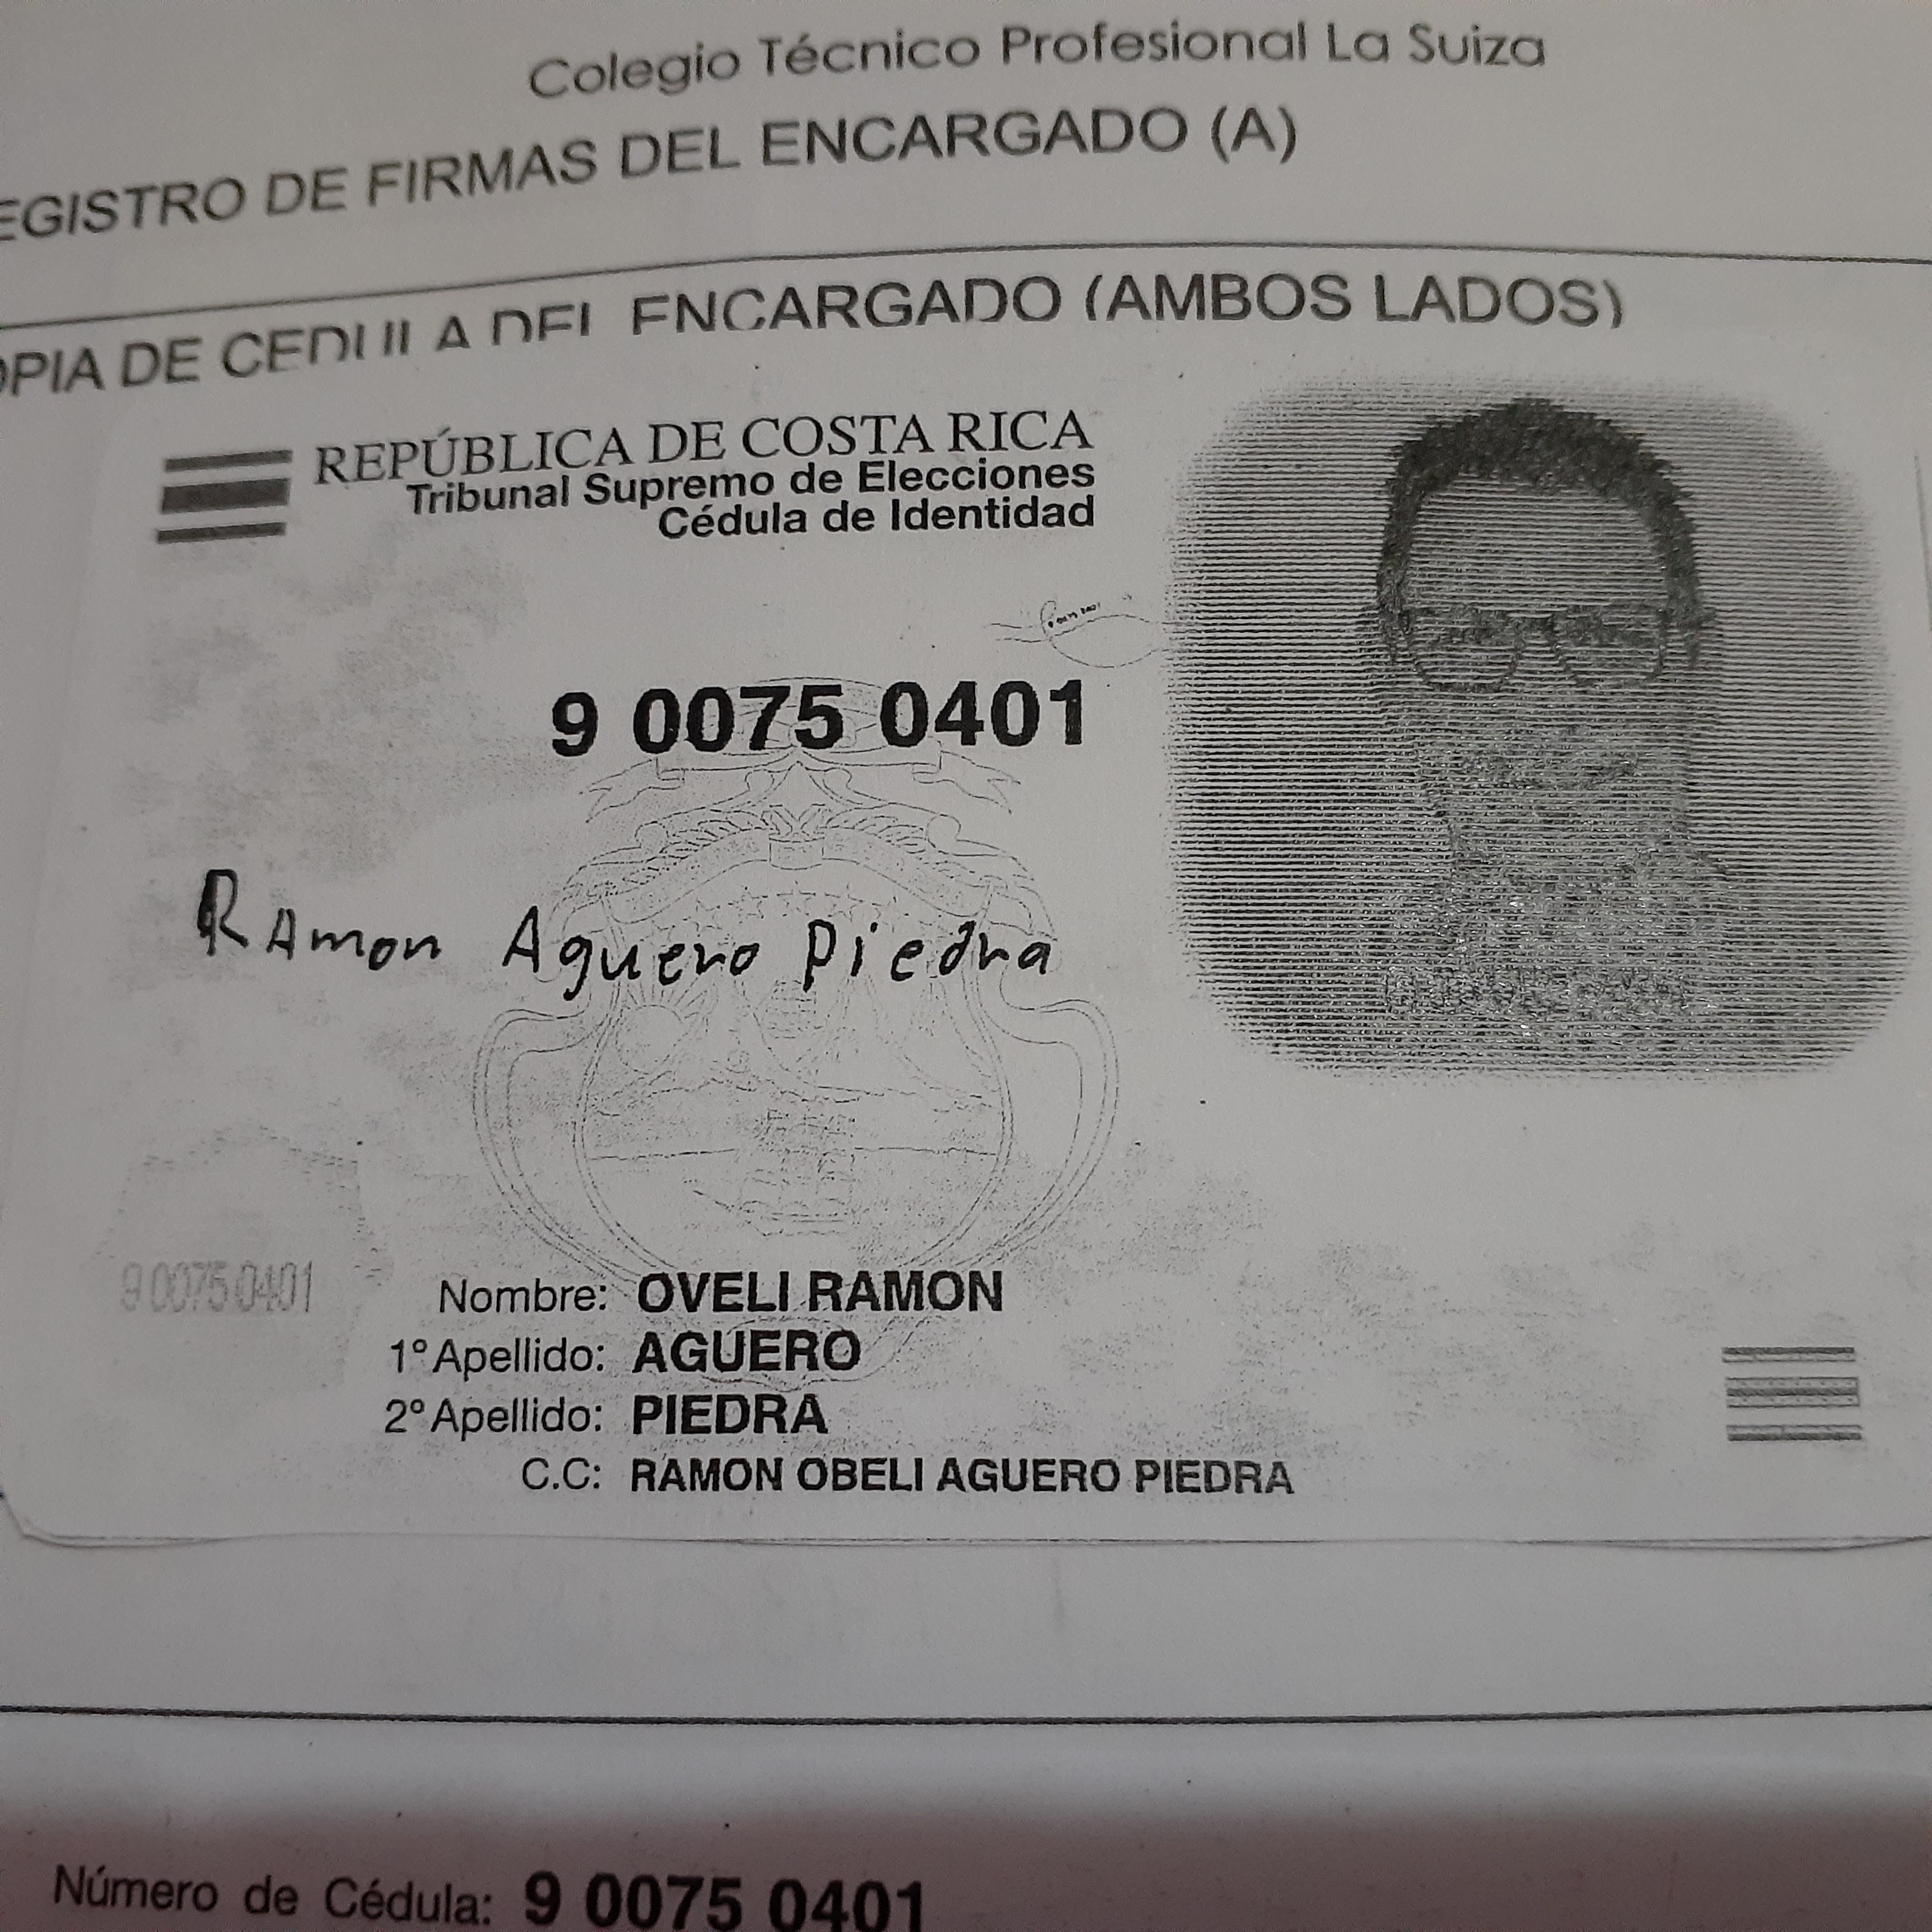 Colegio Técnico Profesional La Suiza
EGISTRO DE FIRMAS DEL ENCARGADO (A)
OPIA DE CEDULA DEL ENCARGADO (AMBOS LADOS)
REPÚBLICA DE COSTA RICA
Tribunal Supremo de Elecciones
Cédula de Identidad
9 0075 0401
RAmon Aguero Piedra
9 0075 0401
Nombre: OVELI RAMON
1° Apellido: AGUERO
2° Apellido: PIEDRA
C.C: RAMON OBELI AGUERO PIEDRA
Número de Cédula: 9 0075 0401